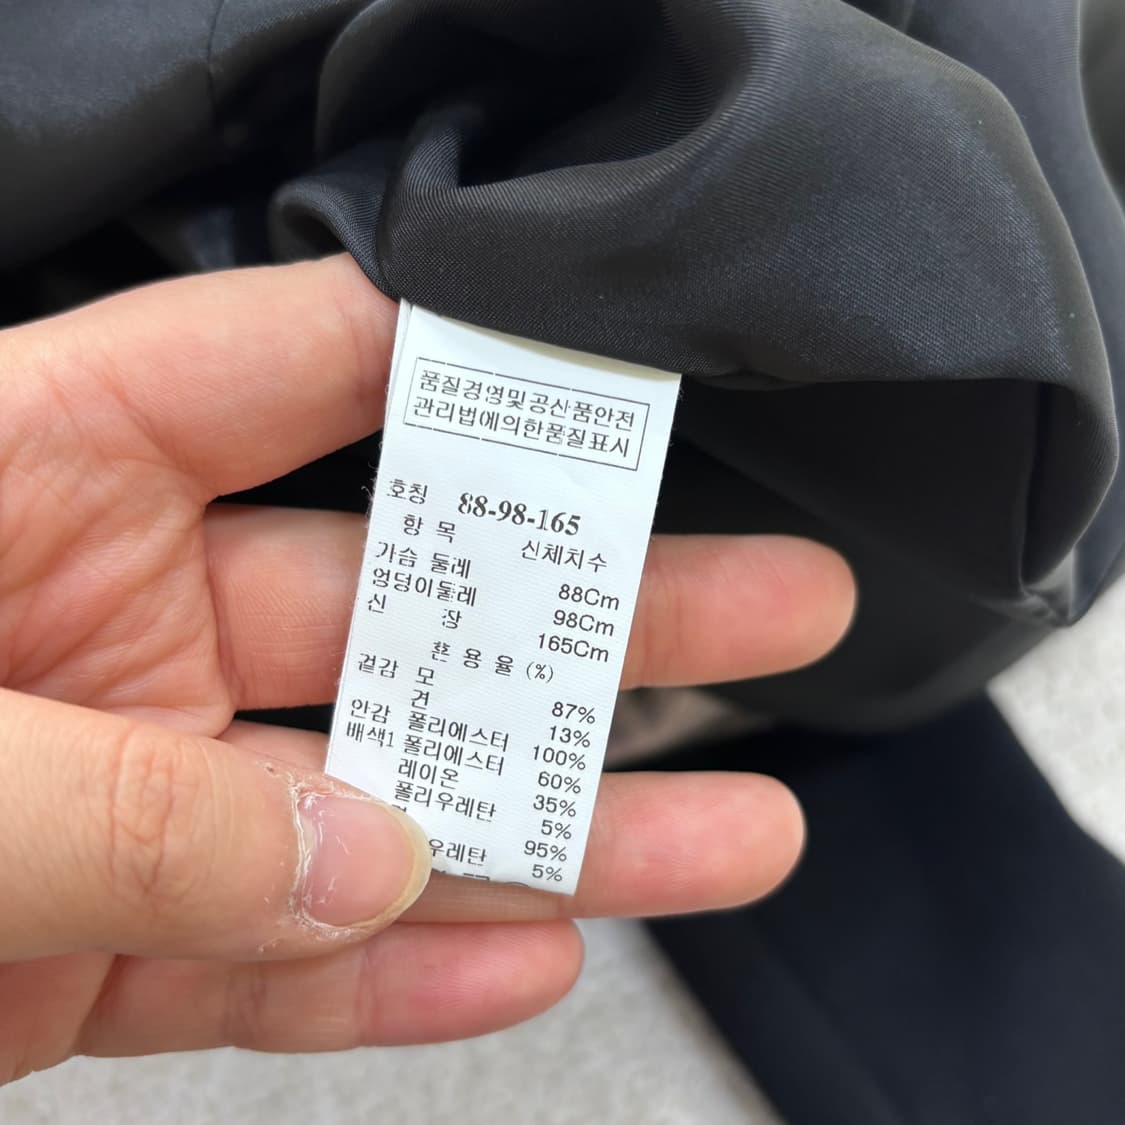 품질경영및공산품안전
관리법에의한품질표시
호칭 88-98-165
항 목 신체치수
가슴 둘레 88Cm
엉덩이둘레 98Cm
신 장 165Cm
혼 용 율 (%)
겉감 모 87%
견 13%
안감 폴리에스터 100%
배색1 폴리에스터 60%
레이온 35%
폴리우레탄 5%
95%
우레탄 5%